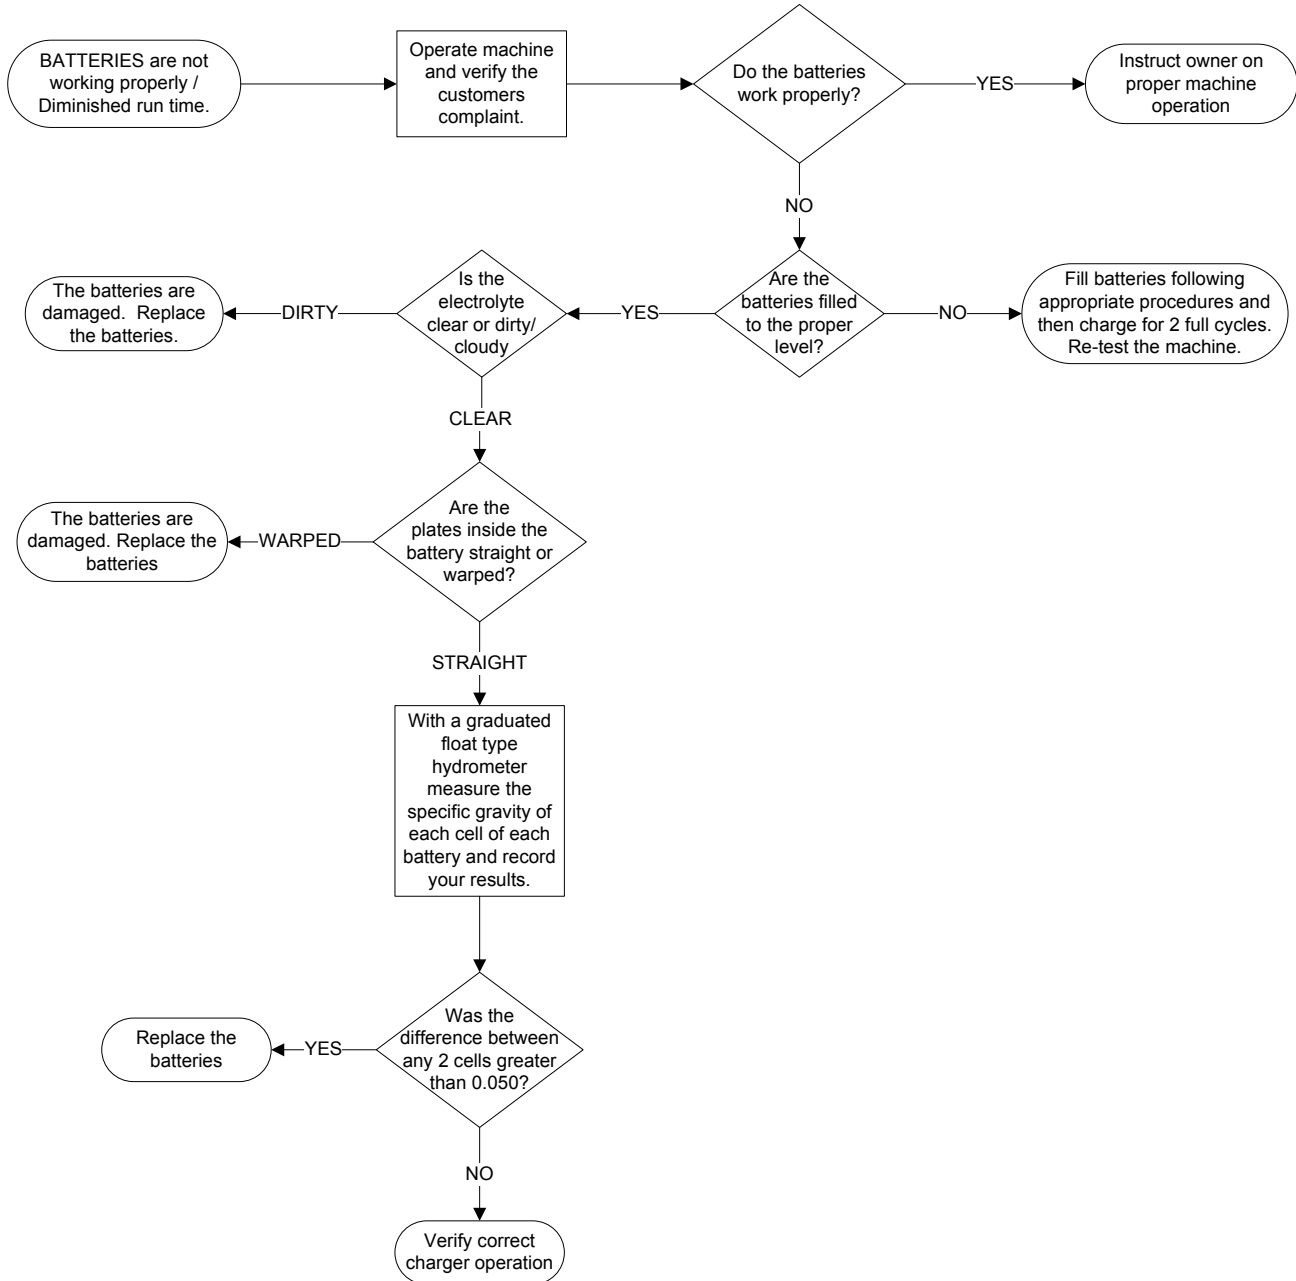 BATTERIES are not
working properly /
Diminished run time.
Operate machine
and verify the
customers
complaint.
Do the batteries
work properly?
YES
Instruct owner on
proper machine
operation
NO
The batteries are
damaged.  Replace
the batteries.
DIRTY
Is the
electrolyte
clear or dirty/
cloudy
YES
Are the
batteries filled
to the proper
level?
NO
Fill batteries following
appropriate procedures and
then charge for 2 full cycles.
Re-test the machine.
CLEAR
The batteries are
damaged. Replace the
batteries
WARPED
Are the
plates inside the
battery straight or
warped?
STRAIGHT
With a graduated
float type
hydrometer
measure the
specific gravity of
each cell of each
battery and record
your results.
Replace the
batteries
YES
Was the
difference between
any 2 cells greater
than 0.050?
NO
Verify correct
charger operation